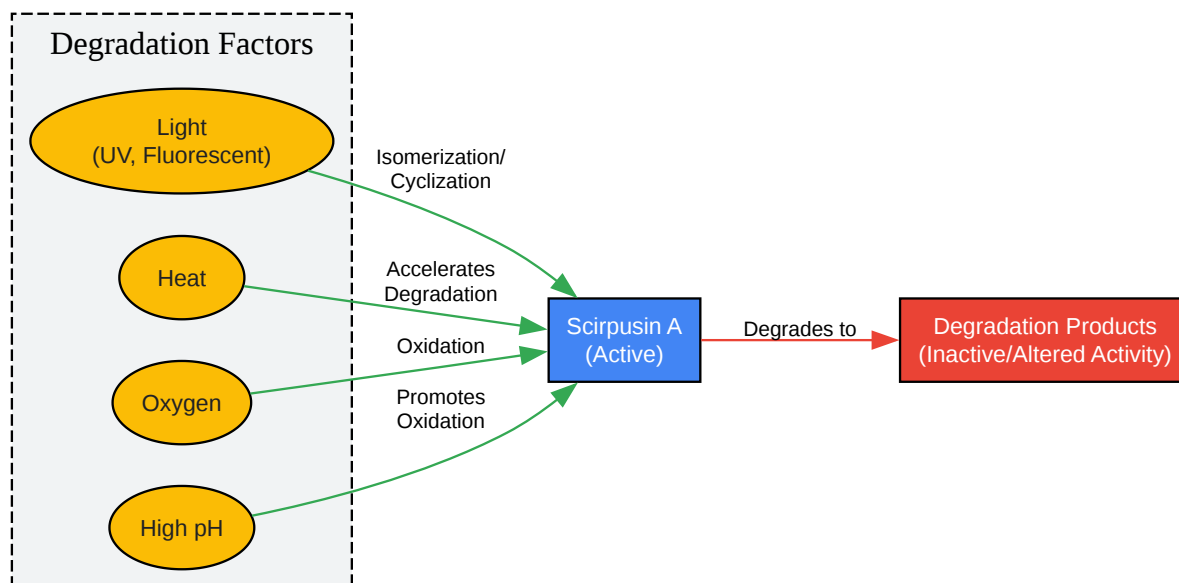 Degradation Factors
Light
(UV, Fluorescent)
Isomerization/
Cyclization
Heat
Accelerates
Degradation
Oxygen
Oxidation
High pH
Promotes
Oxidation
Scirpusin A
(Active)
Degrades to
Degradation Products
(Inactive/Altered Activity)